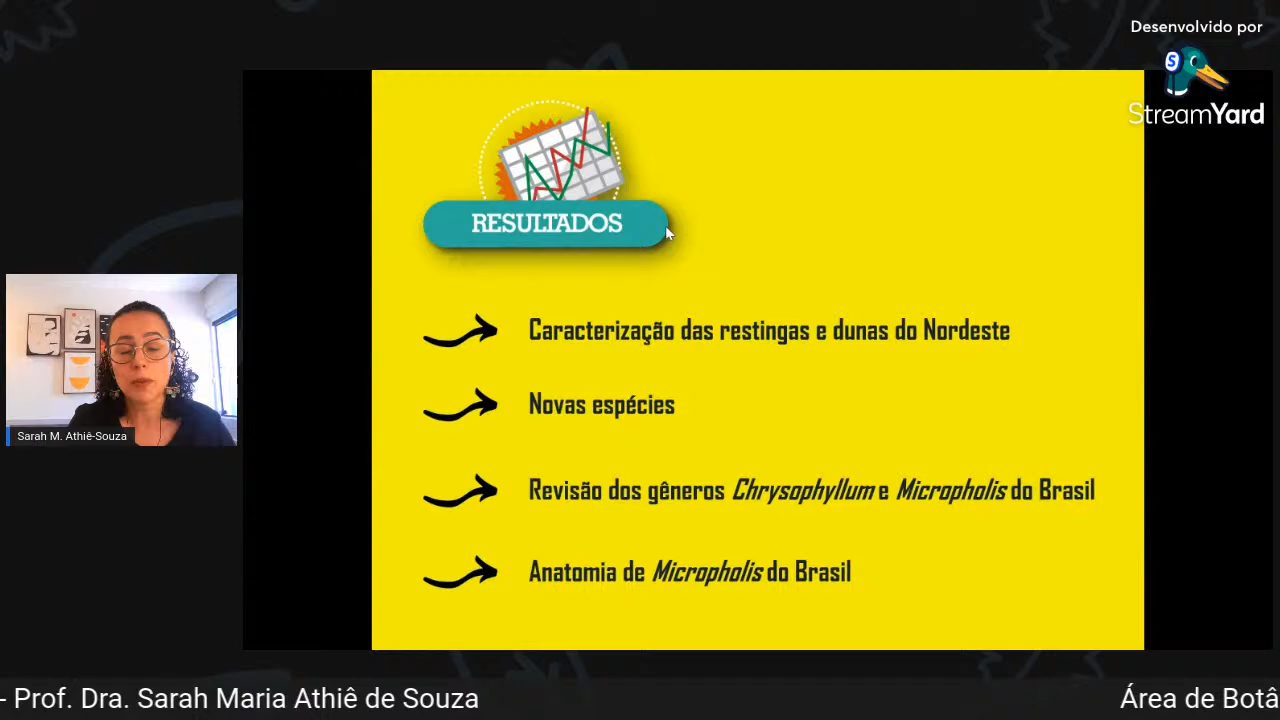 Desenvolvido por
StreamYard
RESULTADOS
Caracterização das restingas e dunas do Nordeste
Novas espécies
Revisão dos gêneros Chrysophyllum e Micropholis do Brasil
Anatomia de Micropholis do Brasil
Sarah M. Athiê-Souza
- Prof. Dra. Sarah Maria Athiê de Souza
Área de Botâ